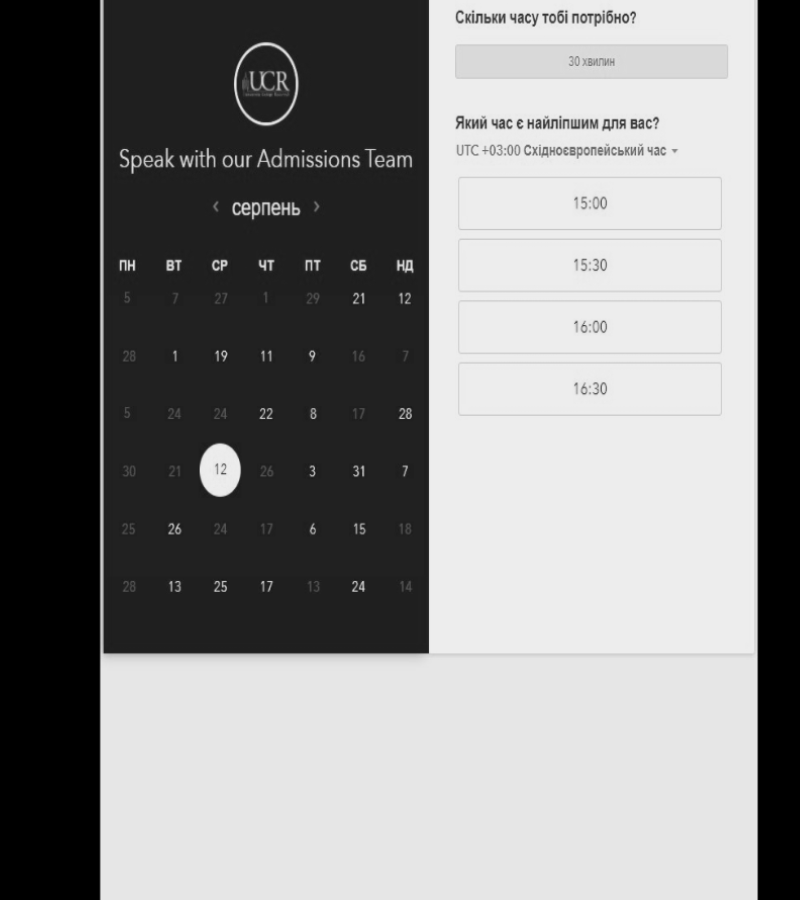 UCR
Speak with our Admissions Team
‹ серпень ›
ПН ВТ СР ЧТ ПТ СБ НД
5 7 27 1 29 21 12
28 1 19 11 9 16 7
5 24 24 22 8 17 28
30 21 12 26 3 31 7
25 26 24 17 6 15 18
28 13 25 17 13 24 14
Скільки часу тобі потрібно?
30 хвилин
Який час є найліпшим для вас?
UTC +03:00 Східноєвропейський час
15:00
15:30
16:00
16:30